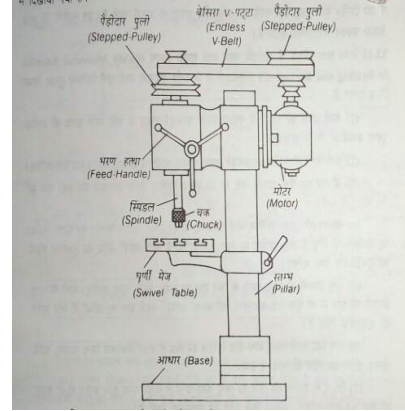 में दिखाया गया है।
पैड़ीदार पुली
(Stepped-Pulley)
बेसिरा V-पट्टा
(Endless
V-Belt)
पैड़ीदार पुली
(Stepped-Pulley)
भरण हत्था
(Feed-Handle)
मोटर
(Motor)
स्पिंडल
(Spindle)
चक
(Chuck)
घूर्णी मेज
(Swivel Table)
स्तम्भ
(Pillar)
आधार (Base)